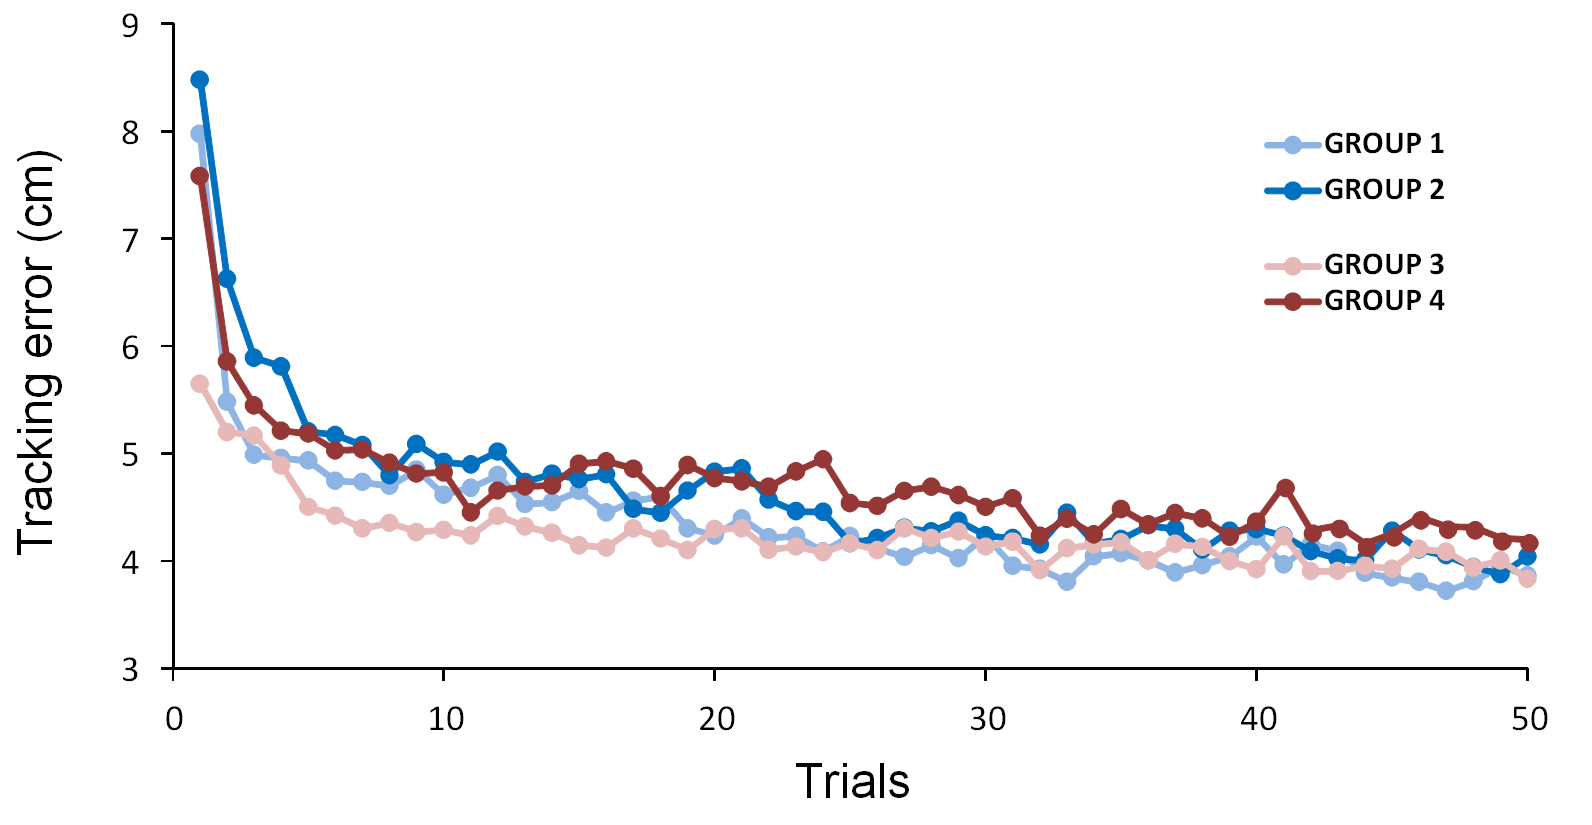 9
8
7
6
5
4
3
Tracking error (cm)
GROUP 1
GROUP 2
GROUP 3
GROUP 4
0 10 20 30 40 50
Trials